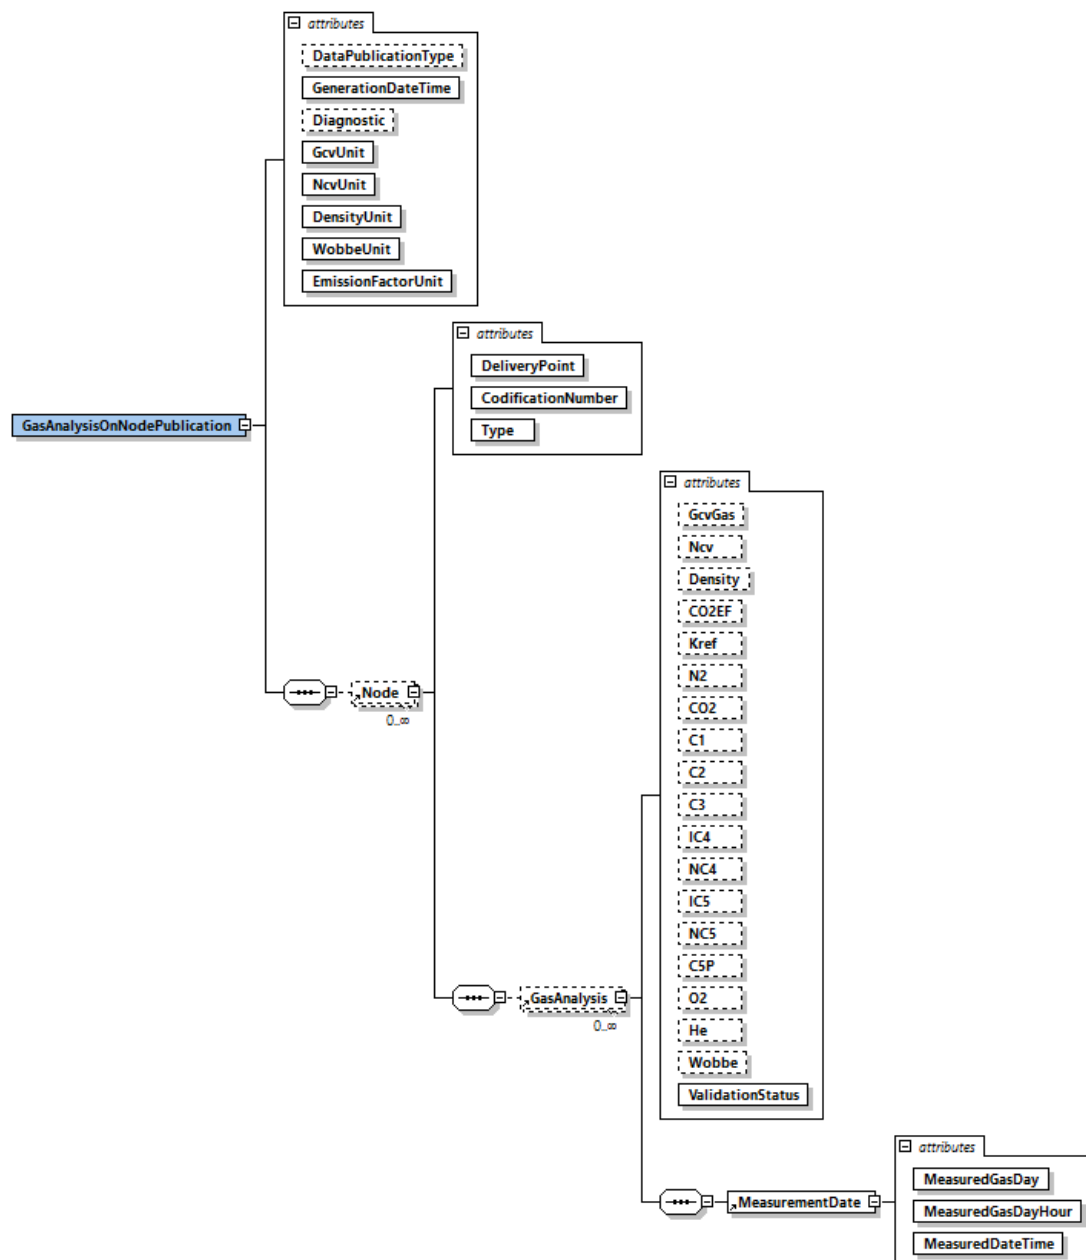 attributes
DataPublicationType
GenerationDateTime
Diagnostic
GcvUnit
NcvUnit
DensityUnit
WobbeUnit
EmissionFactorUnit
attributes
DeliveryPoint
CodificationNumber
Type
GasAnalysisOnNodePublication
attributes
GcvGas
Ncv
Density
CO2EF
Kref
N2
CO2
C1
C2
C3
IC4
NC4
IC5
NC5
C5P
O2
He
Wobbe
ValidationStatus
Node
0..∞
GasAnalysis
0..∞
attributes
MeasuredGasDay
MeasuredGasDayHour
MeasuredDateTime
MeasurementDate